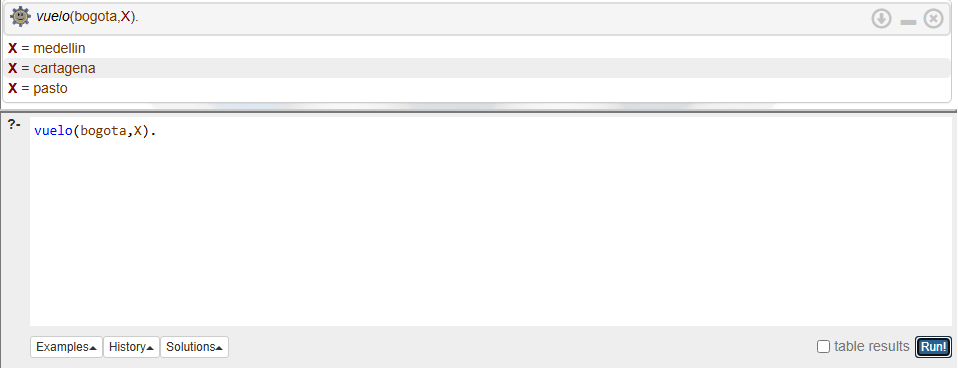 vuelo(bogota,X).
X = medellin
X = cartagena
X = pasto
?- vuelo(bogota,X).
Examples History Solutions table results Run!